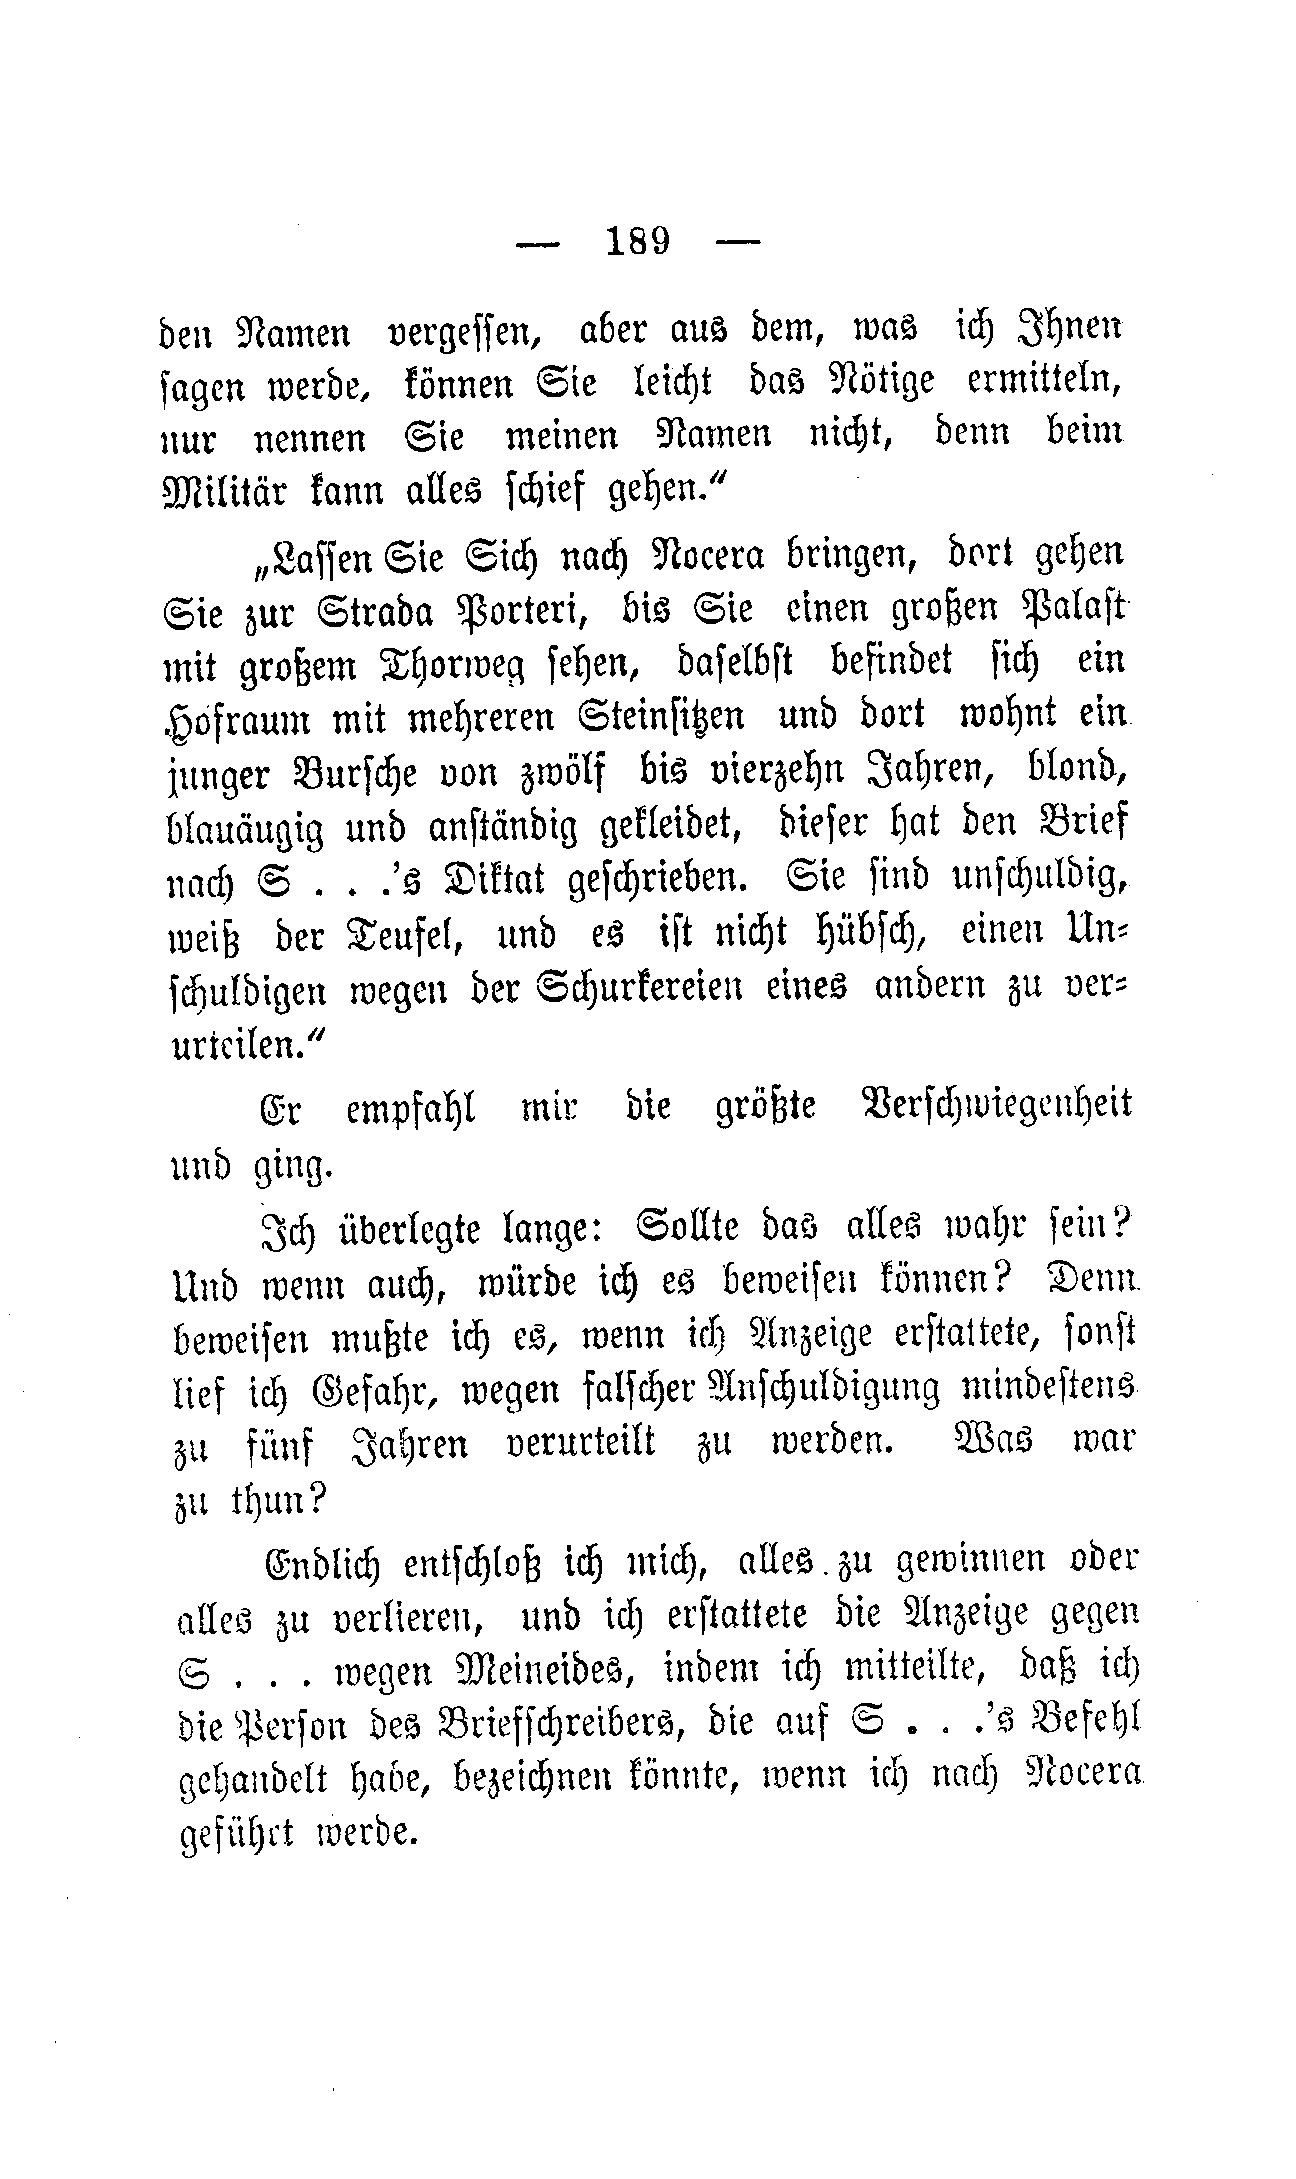 — 189 —
den Namen vergessen, aber aus dem, was ich Ihnen
sagen werde, können Sie leicht das Nötige ermitteln,
nur nennen Sie meinen Namen nicht, denn beim
Militär kann alles schief gehen.“
„Lassen Sie Sich nach Nocera bringen, dort gehen
Sie zur Strada Porteri, bis Sie einen großen Palast
mit großem Thorweg sehen, daselbst befindet sich ein
Hofraum mit mehreren Steinsitzen und dort wohnt ein
junger Bursche von zwölf bis vierzehn Jahren, blond,
blauäugig und anständig gekleidet, dieser hat den Brief
nach S . . .'s Diktat geschrieben. Sie sind unschuldig,
weiß der Teufel, und es ist nicht hübsch, einen Un-
schuldigen wegen der Schurkereien eines andern zu ver-
urteilen.“
Er empfahl mir die größte Verschwiegenheit
und ging.
Ich überlegte lange: Sollte das alles wahr sein?
Und wenn auch, würde ich es beweisen können? Denn
beweisen mußte ich es, wenn ich Anzeige erstattete, sonst
lief ich Gefahr, wegen falscher Anschuldigung mindestens
zu fünf Jahren verurteilt zu werden. Was war
zu thun?
Endlich entschloß ich mich, alles zu gewinnen oder
alles zu verlieren, und ich erstattete die Anzeige gegen
S . . . wegen Meineides, indem ich mitteilte, daß ich
die Person des Briefschreibers, die auf S . . .'s Befehl
gehandelt habe, bezeichnen könnte, wenn ich nach Nocera
geführt werde.